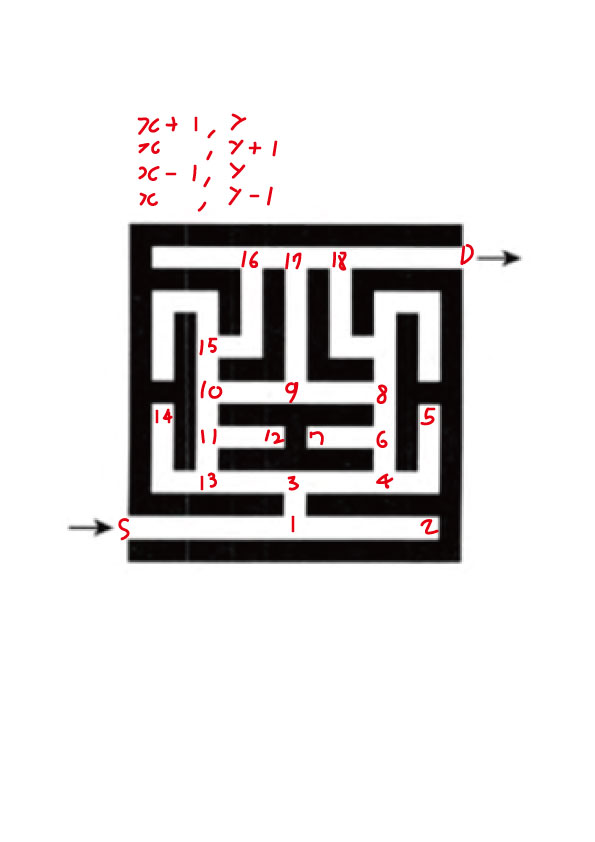 x+1, y
x , y+1
x-1, y
x , y-1
16 17 18 D
15
10 9 8
14 5
11 12 7 6
13 3 4
S 1 2